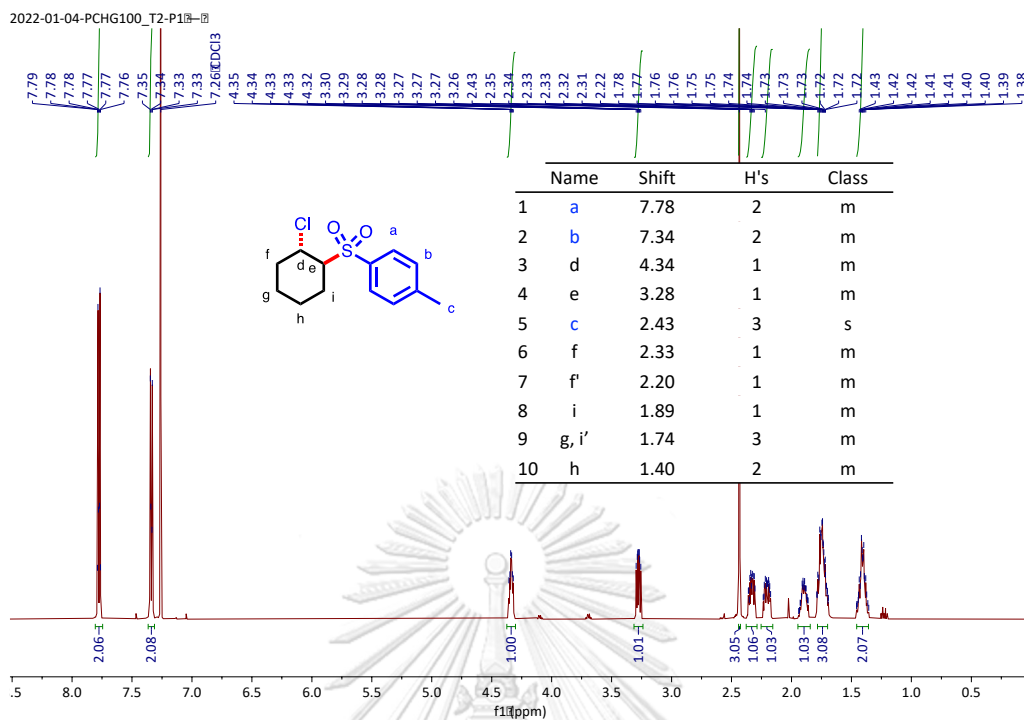 2022-01-04-PCHG100_T2-P1
7.79 7.78 7.78 7.77 7.77 7.76 7.35 7.34 7.33 7.33 7.26 CDCl3 4.35 4.34 4.33 4.33 4.32 3.30 3.29 3.28 3.28 3.27 3.27 3.27 3.26 2.43 2.35 2.34 2.33 2.33 2.32 2.31 2.22 1.78 1.77 1.76 1.76 1.75 1.75 1.74 1.74 1.73 1.73 1.73 1.72 1.72 1.72 1.43 1.42 1.42 1.41 1.41 1.40 1.40 1.39 1.38
Name Shift H's Class
1 a 7.78 2 m
2 b 7.34 2 m
3 d 4.34 1 m
4 e 3.28 1 m
5 c 2.43 3 s
6 f 2.33 1 m
7 f' 2.20 1 m
8 i 1.89 1 m
9 g, i’ 1.74 3 m
10 h 1.40 2 m
Cl
O O
a
f
S
b
d
e
g
i
c
h
2.06 2.08 1.00 1.01 3.05 1.06 1.03 1.03 3.08 2.07
.5 8.0 7.5 7.0 6.5 6.0 5.5 5.0 4.5 4.0 3.5 3.0 2.5 2.0 1.5 1.0 0.5
f1 (ppm)